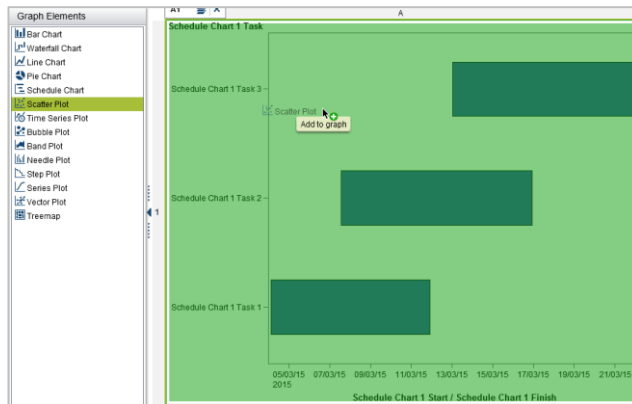 Graph Elements
Bar Chart
Waterfall Chart
Line Chart
Pie Chart
Schedule Chart
Scatter Plot
Time Series Plot
Bubble Plot
Band Plot
Needle Plot
Step Plot
Series Plot
Vector Plot
Treemap
A1
A
1
Schedule Chart 1 Task
Schedule Chart 1 Task 3
Scatter Plot
Add to graph
Schedule Chart 1 Task 2
Schedule Chart 1 Task 1
05/03/15 07/03/15 09/03/15 11/03/15 13/03/15 15/03/15 17/03/15 19/03/15 21/03/15
2015
Schedule Chart 1 Start / Schedule Chart 1 Finish